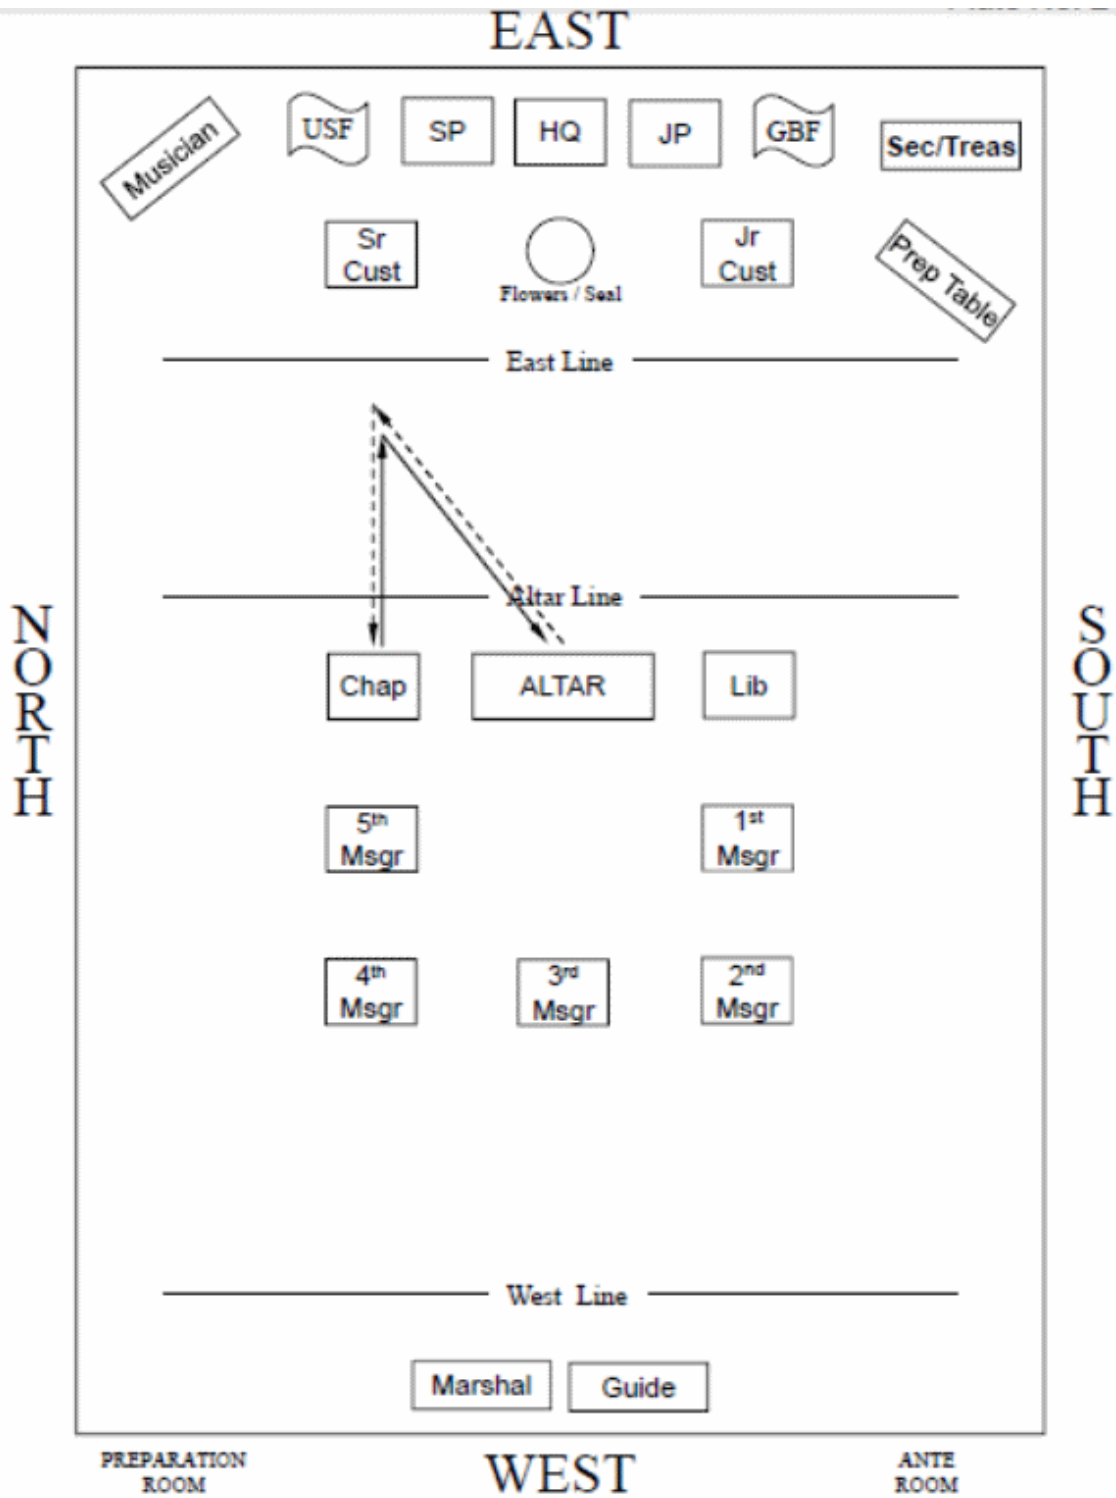 EAST
Musician
USF
SP
HQ
JP
GBF
Sec/Treas
Sr
Cust
Flowers / Seal
Jr
Cust
Prep Table
East Line
Altar Line
NORTH
SOUTH
Chap
ALTAR
Lib
5th
Msgr
1st
Msgr
4th
Msgr
3rd
Msgr
2nd
Msgr
West Line
Marshal
Guide
PREPARATION
ROOM
WEST
ANTE
ROOM